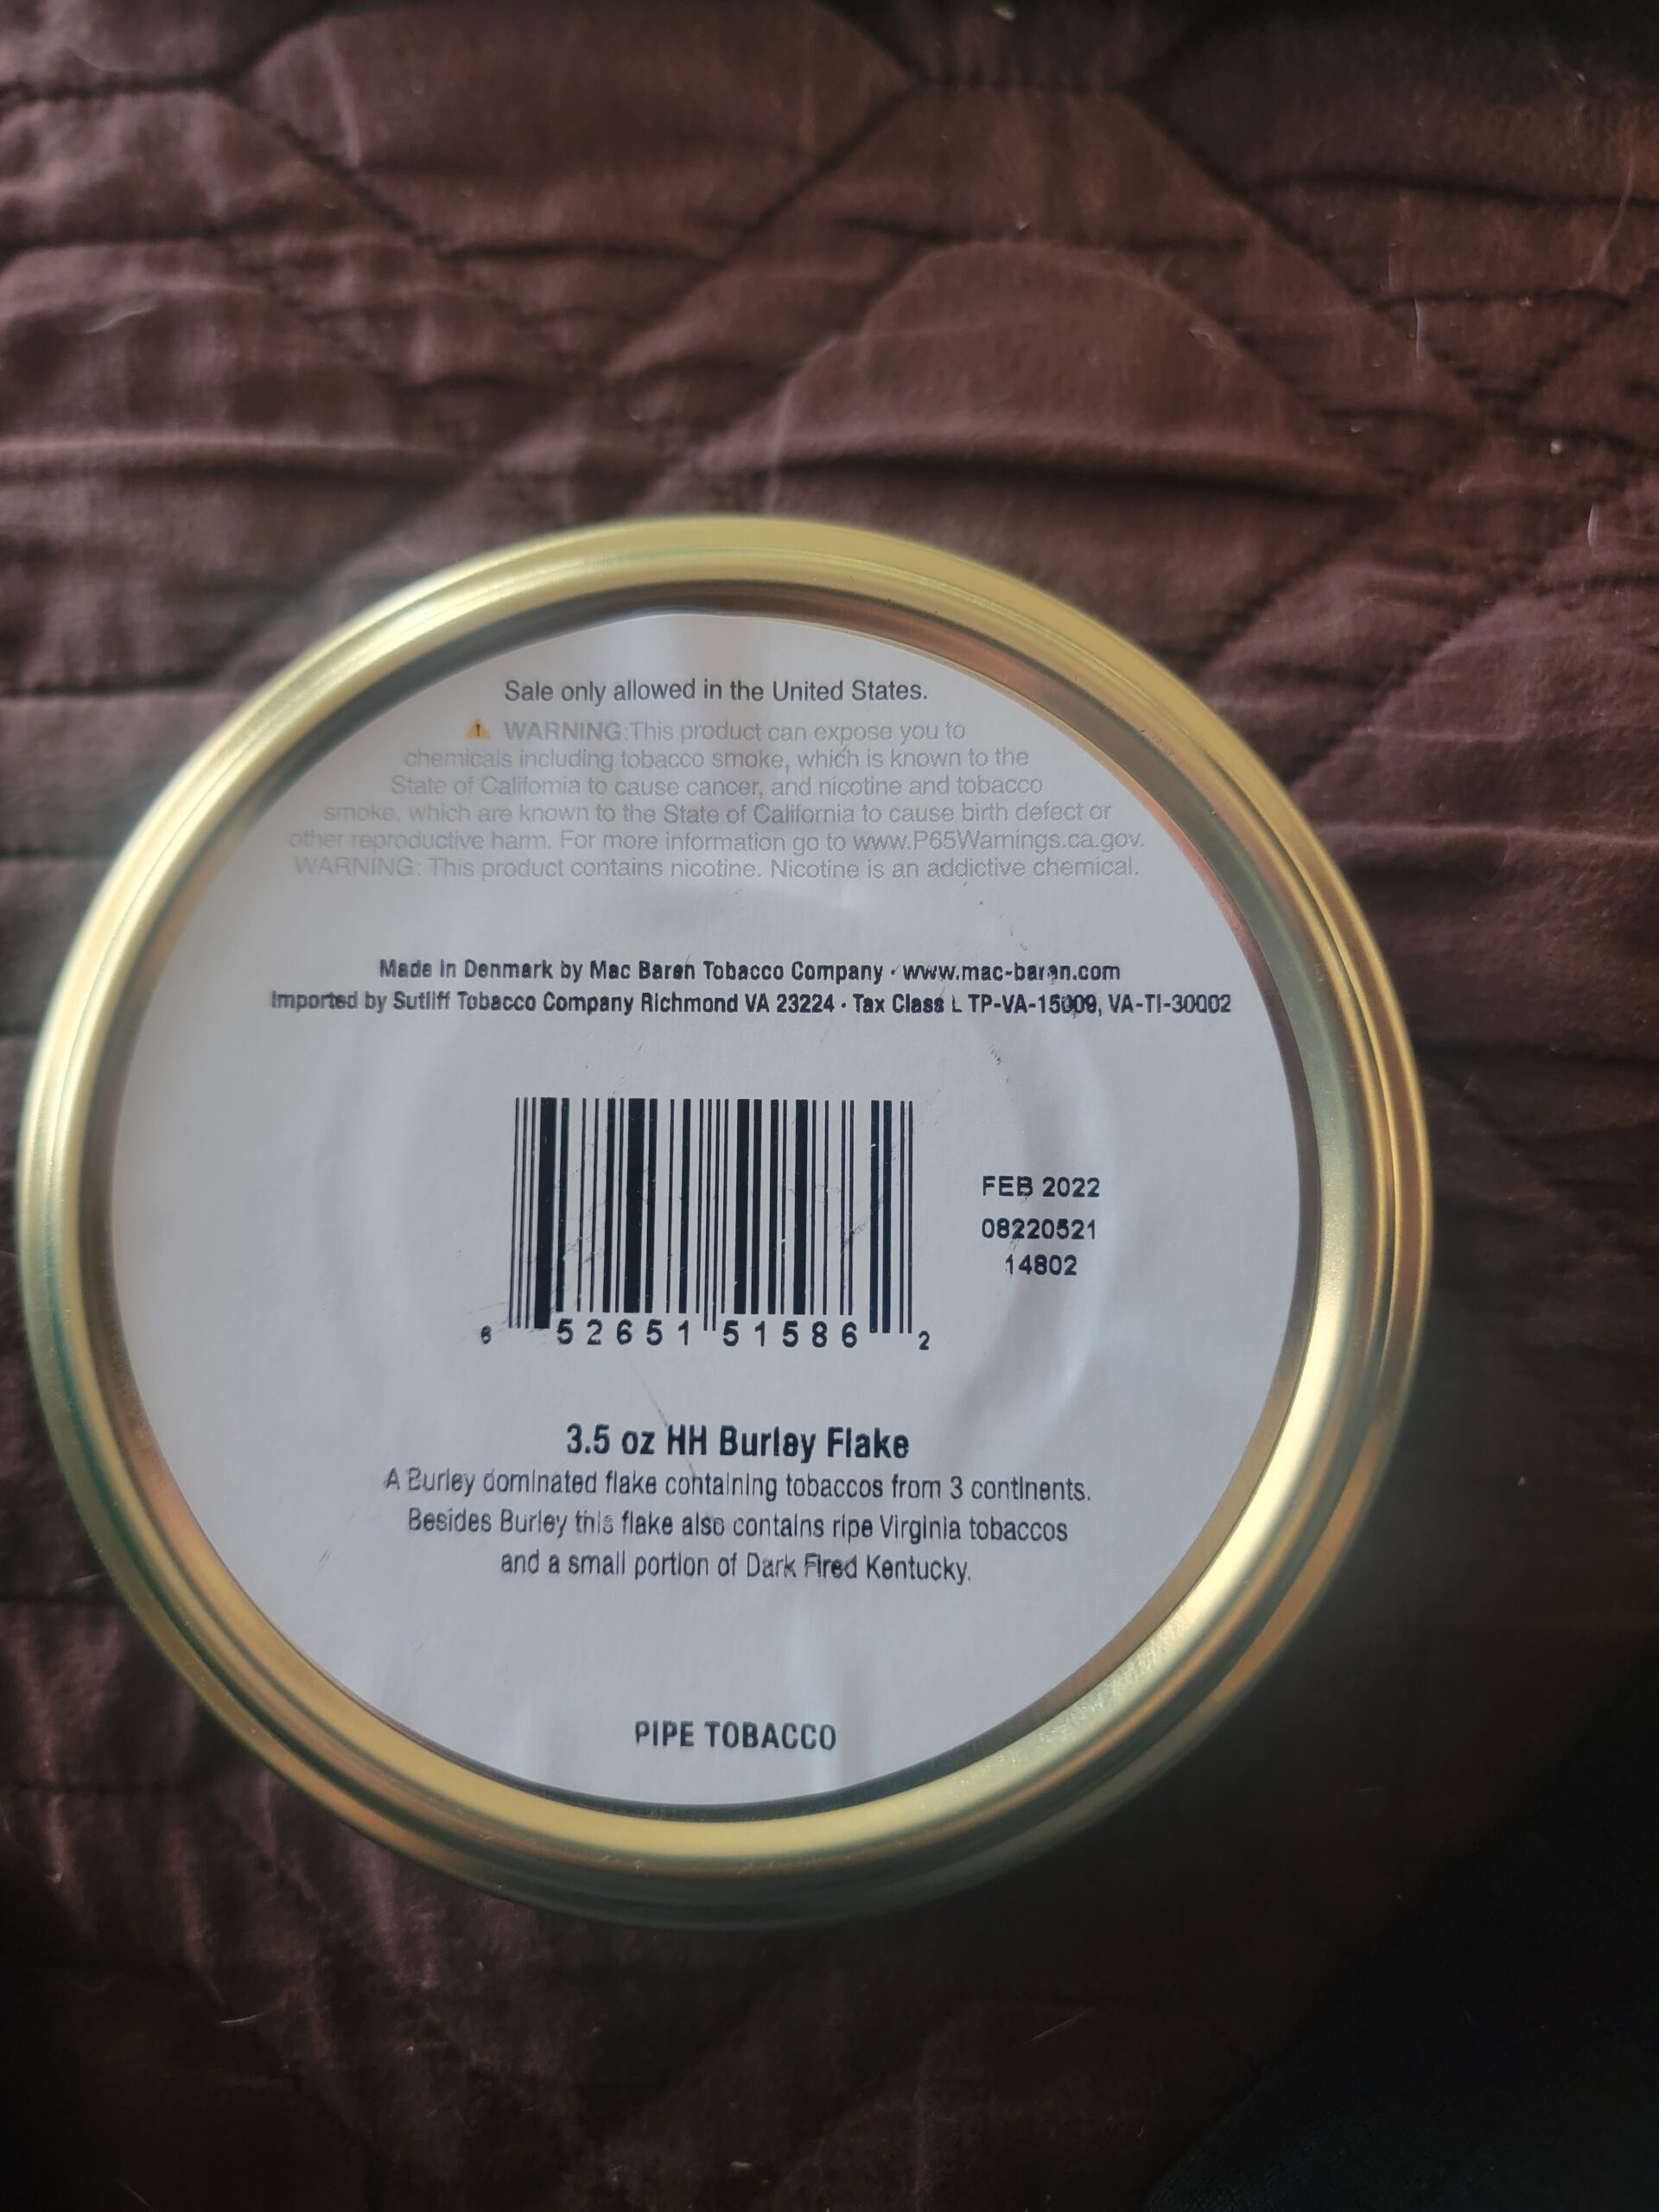 Sale only allowed in the United States.
⚠ WARNING:This product can expose you to
chemicals including tobacco smoke, which is known to the
State of California to cause cancer, and nicotine and tobacco
smoke, which are known to the State of California to cause birth defect or
other reproductive harm. For more information go to www.P65Warnings.ca.gov.
WARNING: This product contains nicotine. Nicotine is an addictive chemical.
Made in Denmark by Mac Baren Tobacco Company · www.mac-baren.com
Imported by Sutliff Tobacco Company Richmond VA 23224 · Tax Class L TP-VA-15009, VA-TI-30002
FEB 2022
08220521
14802
6 52651 51586 2
3.5 oz HH Burley Flake
A Burley dominated flake containing tobaccos from 3 continents.
Besides Burley this flake also contains ripe Virginia tobaccos
and a small portion of Dark Fired Kentucky.
PIPE TOBACCO